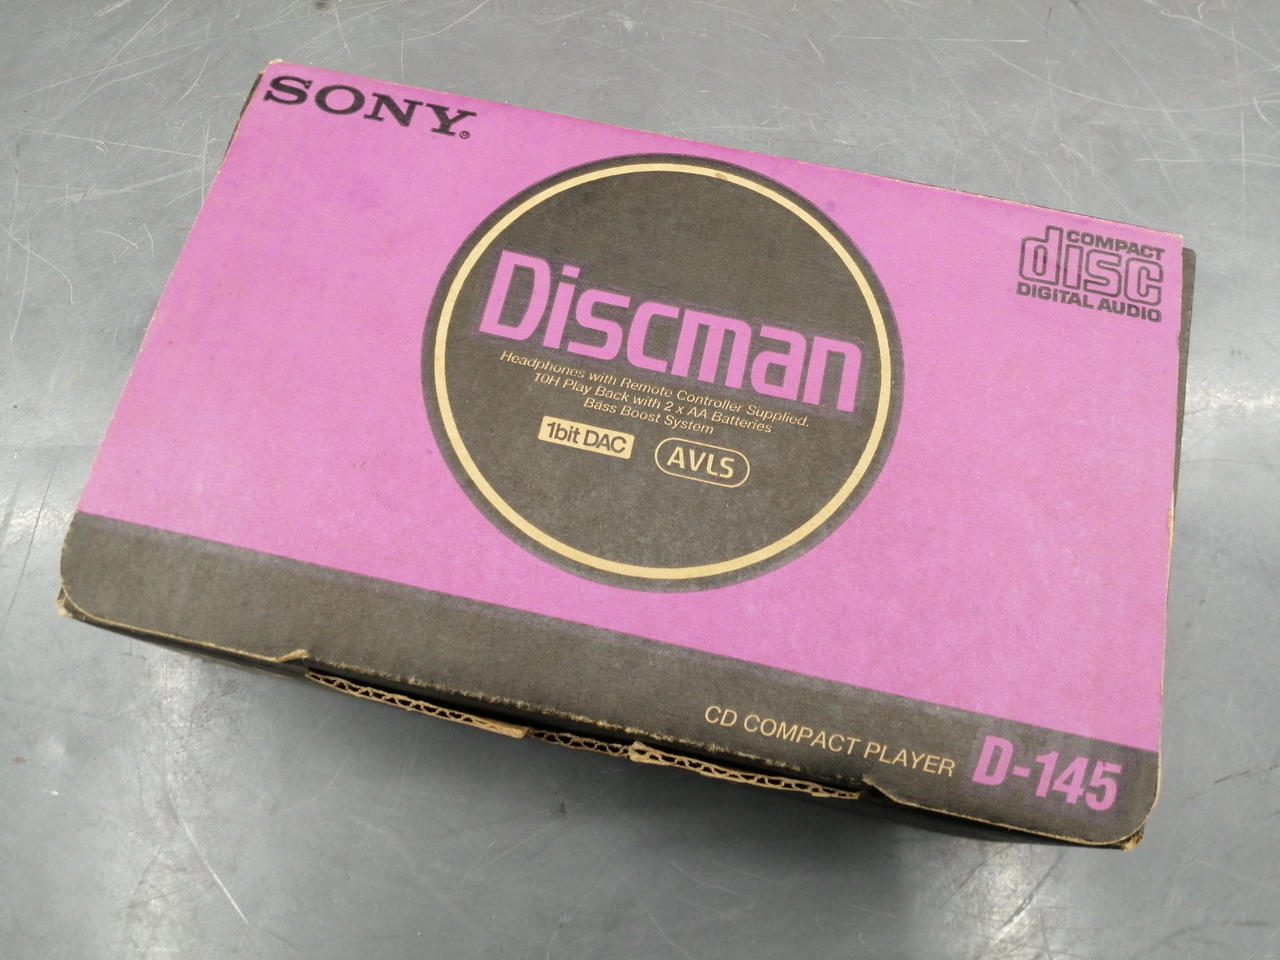 SONY®
COMPACT
disc
DIGITAL AUDIO
Discman
Headphones with Remote Controller Supplied.
10H Play Back with 2 x AA Batteries
Bass Boost System
1bit DAC AVLS
CD COMPACT PLAYER D-145